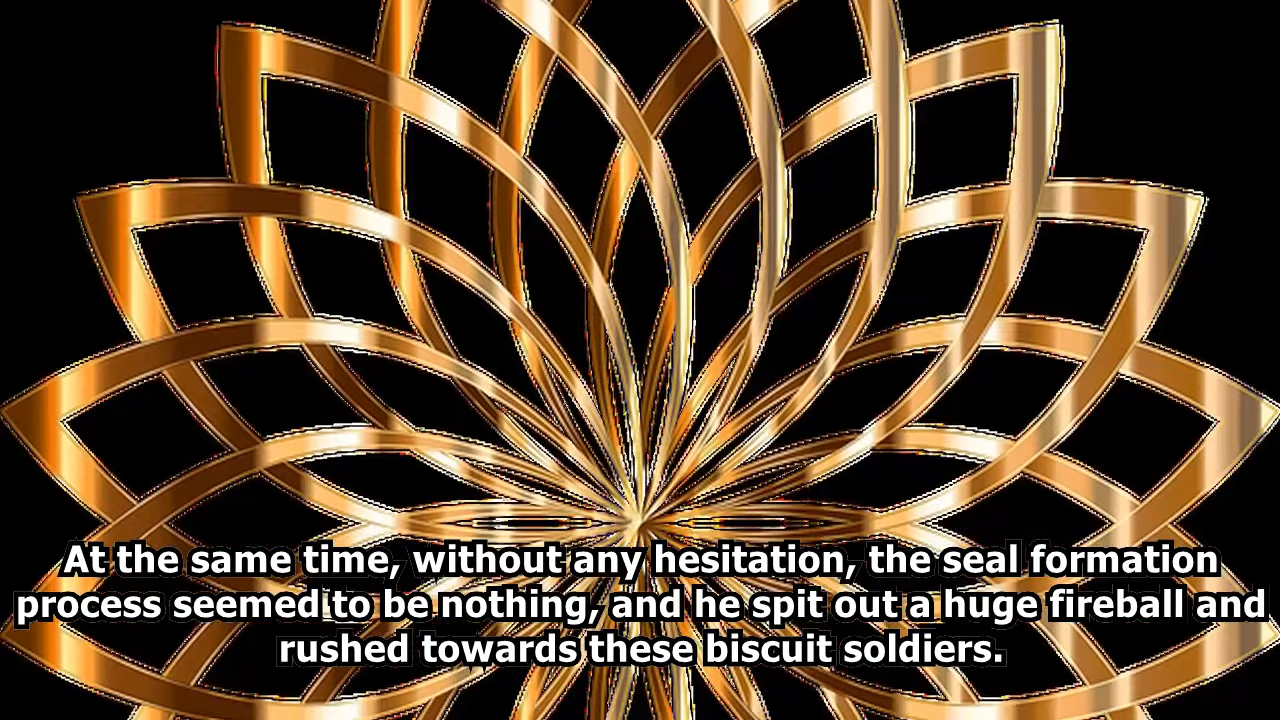 At the same time, without any hesitation, the seal formation
process seemed to be nothing, and he spit out a huge fireball and
rushed towards these biscuit soldiers.